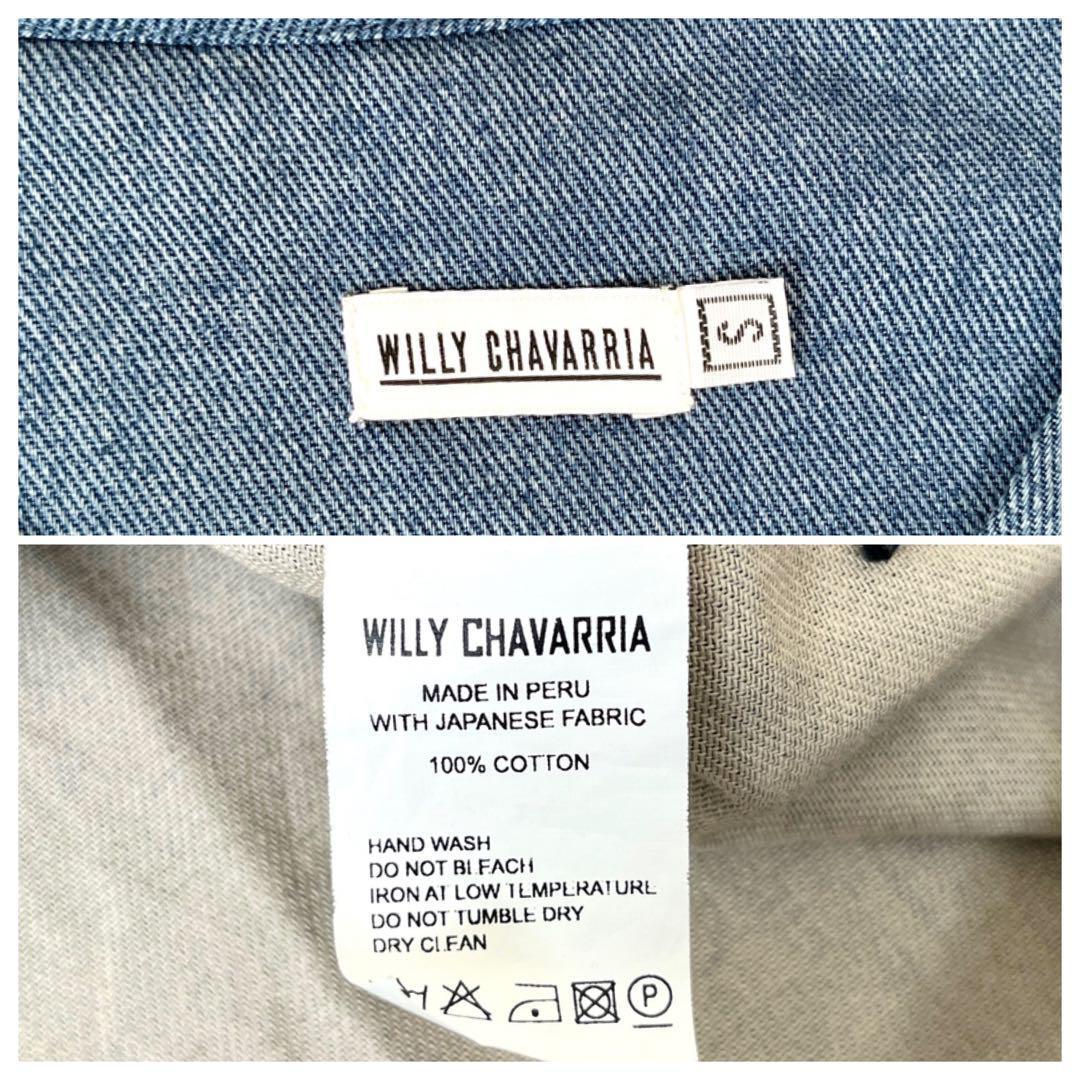 WILLY CHAVARRIA
S
WILLY CHAVARRIA
MADE IN PERU
WITH JAPANESE FABRIC
100% COTTON
HAND WASH
DO NOT BLEACH
IRON AT LOW TEMPERATURE
DO NOT TUMBLE DRY
DRY CLEAN
P